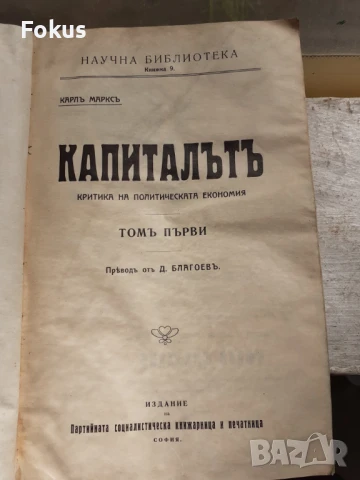 Fokus
НАУЧНА БИБЛИОТЕКА
Книжка 9.
КАРЛЪ МАРКСЪ
КАПИТАЛЪТЪ
КРИТИКА НА ПОЛИТИЧЕСКАТА ЕКОНОМИЯ
ТОМЪ ПЪРВИ
Прѣводъ отъ Д. БЛАГОЕВЪ.
ИЗДАНИЕ
на
Партийната социалистическа книжарница и печатница
СОФИЯ.
BAZAR
bg